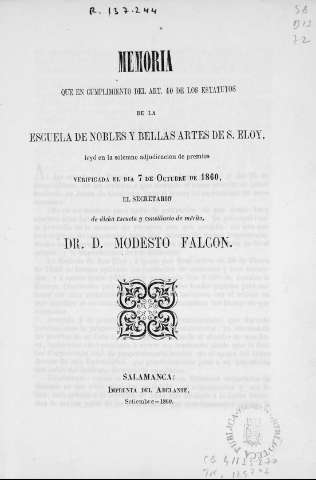 R. 137.244
MEMORIA
QUE EN CUMPLIMIENTO DEL ART. 40 DE LOS ESTATUTOS
DE LA
ESCUELA DE NOBLES Y BELLAS ARTES DE S. ELOY,
leyó en la solemne adjudicacion de premios
VERIFICADA EL DIA 7 DE OCTUBRE DE 1860,
EL SECRETARIO
de dicha Escuela y consiliario de mérito,
DR. D. MODESTO FALCON.
SALAMANCA:
IMPRENTA DEL ADELANTE,
Setiembre—1860.